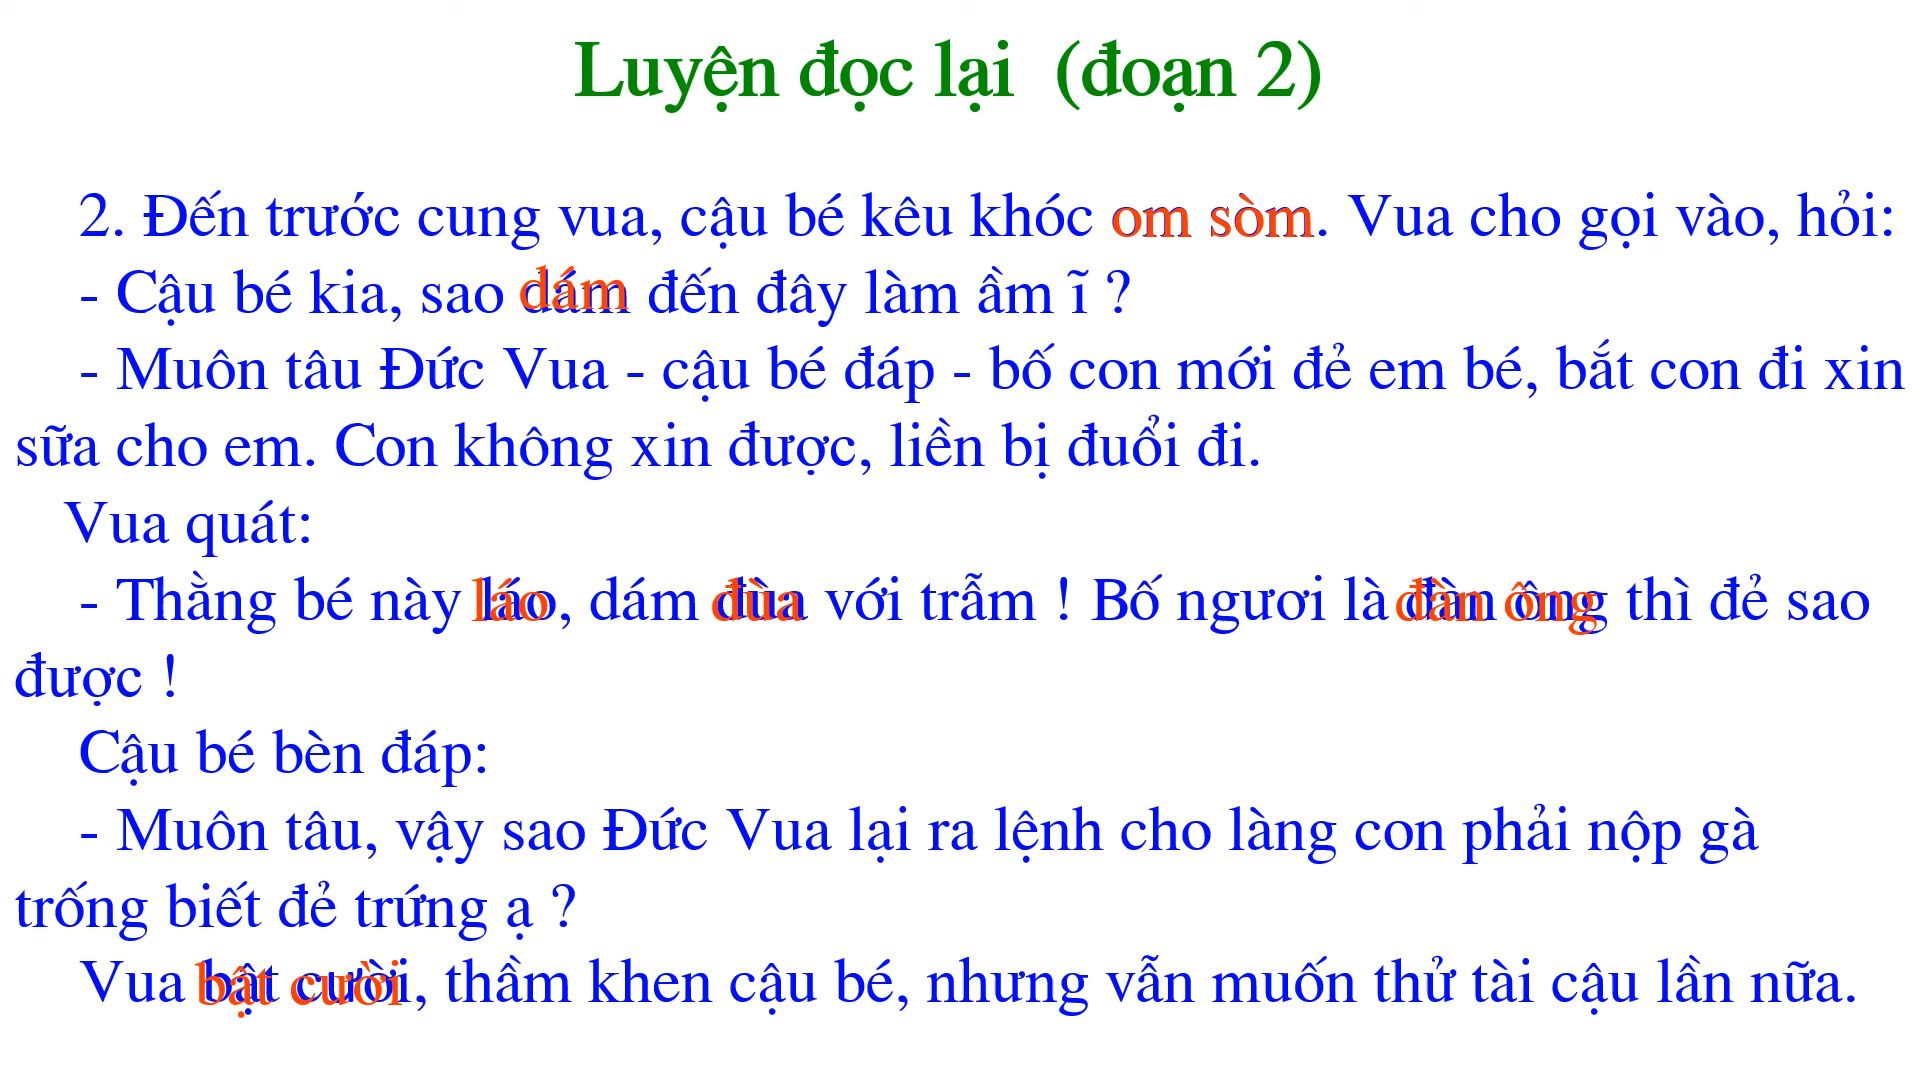 Luyện đọc lại (đoạn 2)
2. Đến trước cung vua, cậu bé kêu khóc om sòm. Vua cho gọi vào, hỏi:
- Cậu bé kia, sao dám đến đây làm ầm ĩ ?
- Muôn tâu Đức Vua - cậu bé đáp - bố con mới đẻ em bé, bắt con đi xin
sữa cho em. Con không xin được, liền bị đuổi đi.
Vua quát:
- Thằng bé này láo, dám đùa với trẫm ! Bố ngươi là đàn ông thì đẻ sao
được !
Cậu bé bèn đáp:
- Muôn tâu, vậy sao Đức Vua lại ra lệnh cho làng con phải nộp gà
trống biết đẻ trứng ạ ?
Vua bật cười, thầm khen cậu bé, nhưng vẫn muốn thử tài cậu lần nữa.